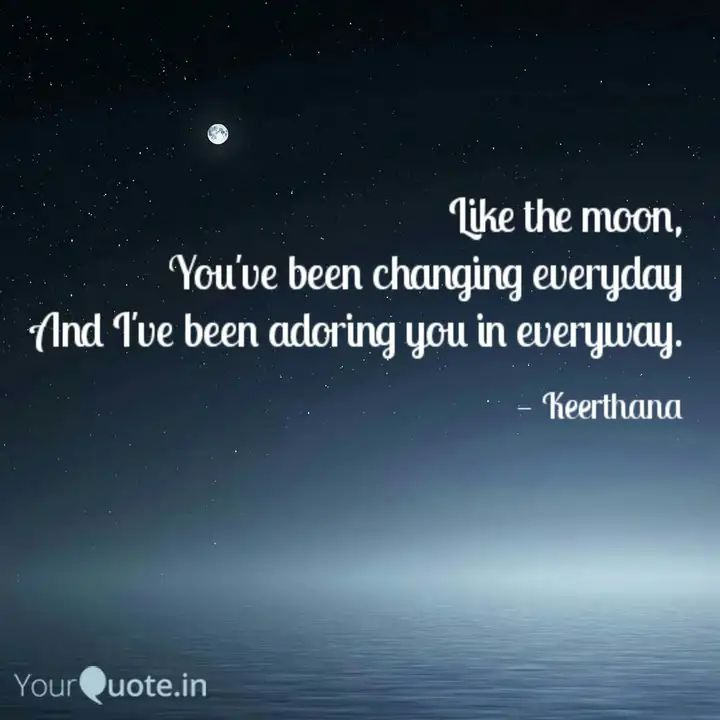 Like the moon,
You've been changing everyday
And I've been adoring you in everyway.
- Keerthana
YourQuote.in